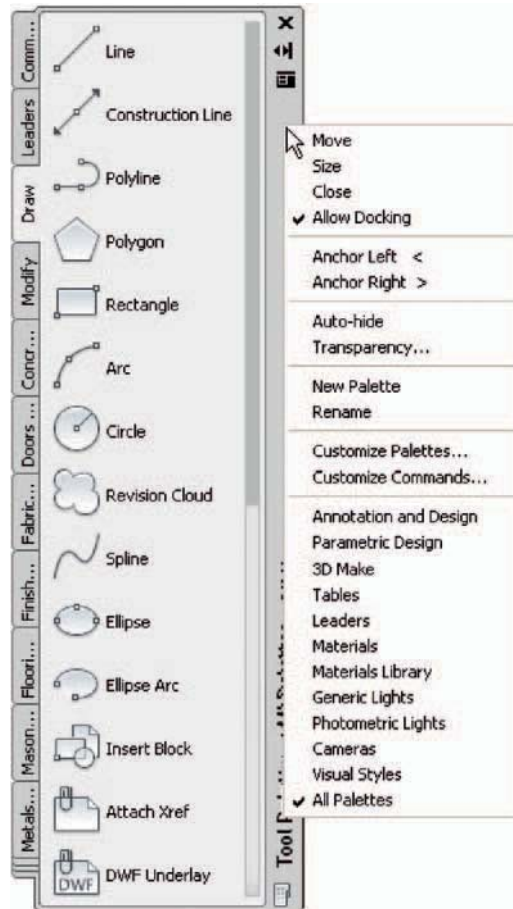 Comm...
Leaders
Draw
Modify
Concr...
Doors ...
Fabric...
Finish...
Floori...
Mason...
Metals...
Line
Construction Line
Polyline
Polygon
Rectangle
Arc
Circle
Revision Cloud
Spline
Ellipse
Ellipse Arc
Insert Block
Attach Xref
DWF
DWF Underlay
Move
Size
Close
Allow Docking
Anchor Left <
Anchor Right >
Auto-hide
Transparency...
New Palette
Rename
Customize Palettes...
Customize Commands...
Annotation and Design
Parametric Design
3D Make
Tables
Leaders
Materials
Materials Library
Generic Lights
Photometric Lights
Cameras
Visual Styles
All Palettes
Tool